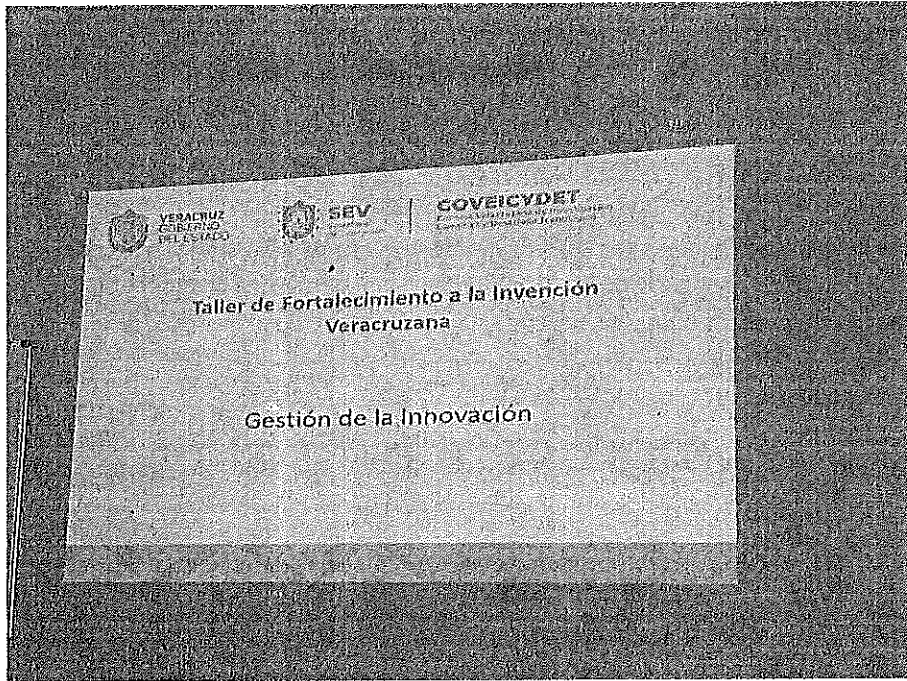 VERACRUZ
GOBIERNO
DEL ESTADO
SEV
COVEICYDET
Taller de Fortalecimiento a la Invención
Veracruzana
Gestión de la Innovación